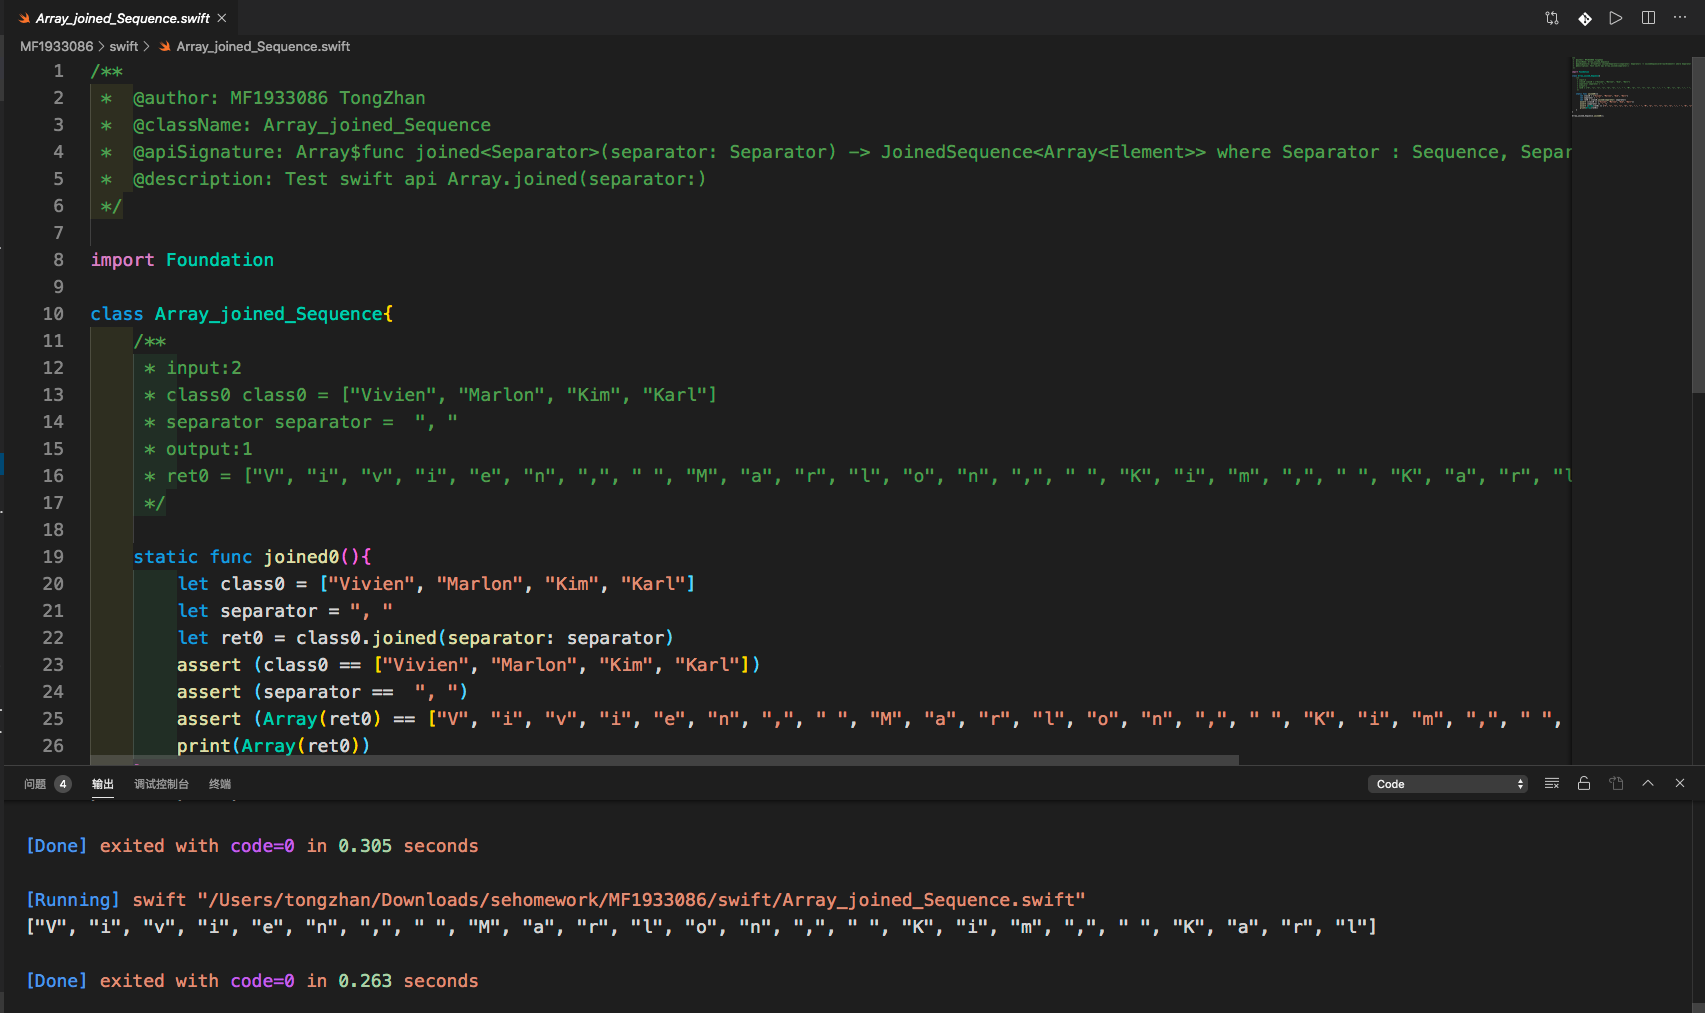 Array_joined_Sequence.swift
MF1933086 > swift > Array_joined_Sequence.swift
1 /**
2  *  @author: MF1933086 TongZhan
3  *  @className: Array_joined_Sequence
4  *  @apiSignature: Array$func joined<Separator>(separator: Separator) -> JoinedSequence<Array<Element>> where Separator : Sequence, Separ
5  *  @description: Test swift api Array.joined(separator:)
6  */
7
8 import Foundation
9
10 class Array_joined_Sequence{
11     /**
12      * input:2
13      * class0 class0 = ["Vivien", "Marlon", "Kim", "Karl"]
14      * separator separator =  ", "
15      * output:1
16      * ret0 = ["V", "i", "v", "i", "e", "n", ",", " ", "M", "a", "r", "l", "o", "n", ",", " ", "K", "i", "m", ",", " ", "K", "a", "r", "l
17      */
18
19     static func joined0(){
20         let class0 = ["Vivien", "Marlon", "Kim", "Karl"]
21         let separator = ", "
22         let ret0 = class0.joined(separator: separator)
23         assert (class0 == ["Vivien", "Marlon", "Kim", "Karl"])
24         assert (separator ==  ", ")
25         assert (Array(ret0) == ["V", "i", "v", "i", "e", "n", ",", " ", "M", "a", "r", "l", "o", "n", ",", " ", "K", "i", "m", ",", " ",
26         print(Array(ret0))
问题 4 输出 调试控制台 终端 Code
[Done] exited with code=0 in 0.305 seconds
[Running] swift "/Users/tongzhan/Downloads/sehomework/MF1933086/swift/Array_joined_Sequence.swift"
["V", "i", "v", "i", "e", "n", ",", " ", "M", "a", "r", "l", "o", "n", ",", " ", "K", "i", "m", ",", " ", "K", "a", "r", "l"]
[Done] exited with code=0 in 0.263 seconds